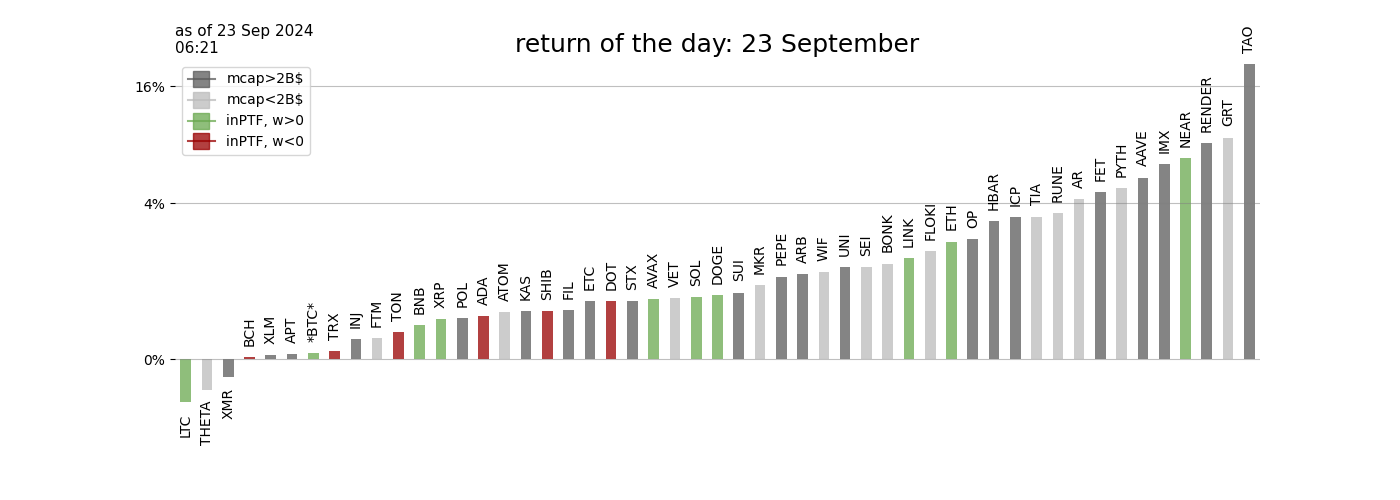 as of 23 Sep 2024
06:21
return of the day: 23 September
mcap>2B$
mcap<2B$
inPTF, w>0
inPTF, w<0
16%
4%
0%
LTC
THETA
XMR
BCH
XLM
APT
*BTC*
TRX
INJ
FTM
TON
BNB
XRP
POL
ADA
ATOM
KAS
SHIB
FIL
ETC
DOT
STX
AVAX
VET
SOL
DOGE
SUI
MKR
PEPE
ARB
WIF
UNI
SEI
BONK
LINK
FLOKI
ETH
OP
HBAR
ICP
TIA
RUNE
AR
FET
PYTH
AAVE
IMX
NEAR
RENDER
GRT
TAO